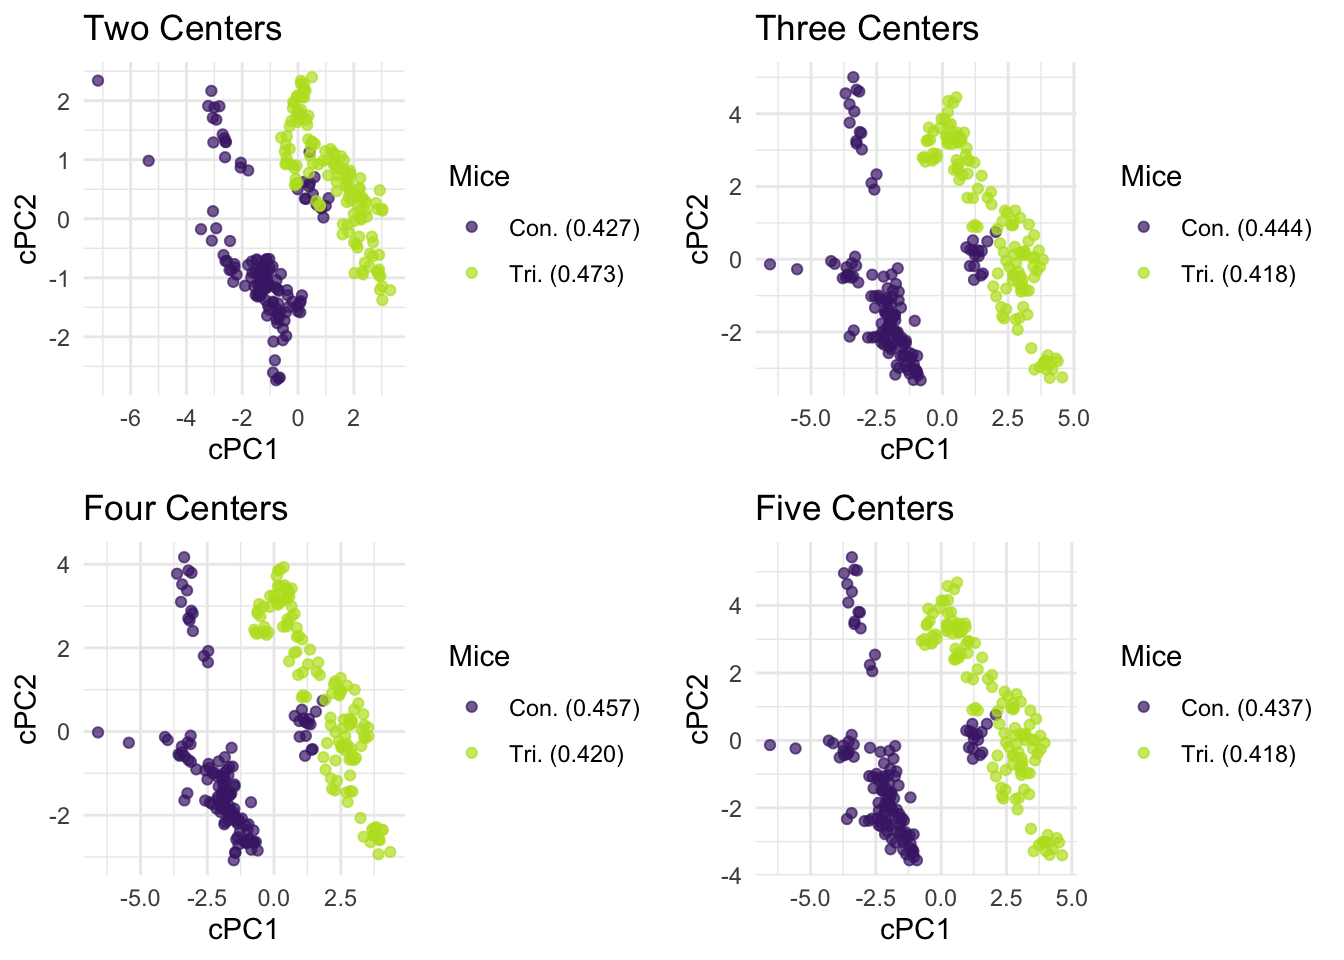 Two Centers
cPC2
2
1
0
-1
-2
-6
-4
-2
0
2
cPC1
Mice
Con. (0.427)
Tri. (0.473)
Three Centers
cPC2
4
2
0
-2
-5.0
-2.5
0.0
2.5
5.0
cPC1
Mice
Con. (0.444)
Tri. (0.418)
Four Centers
cPC2
4
2
0
-2
-5.0
-2.5
0.0
2.5
cPC1
Mice
Con. (0.457)
Tri. (0.420)
Five Centers
cPC2
4
2
0
-2
-4
-5.0
-2.5
0.0
2.5
5.0
cPC1
Mice
Con. (0.437)
Tri. (0.418)